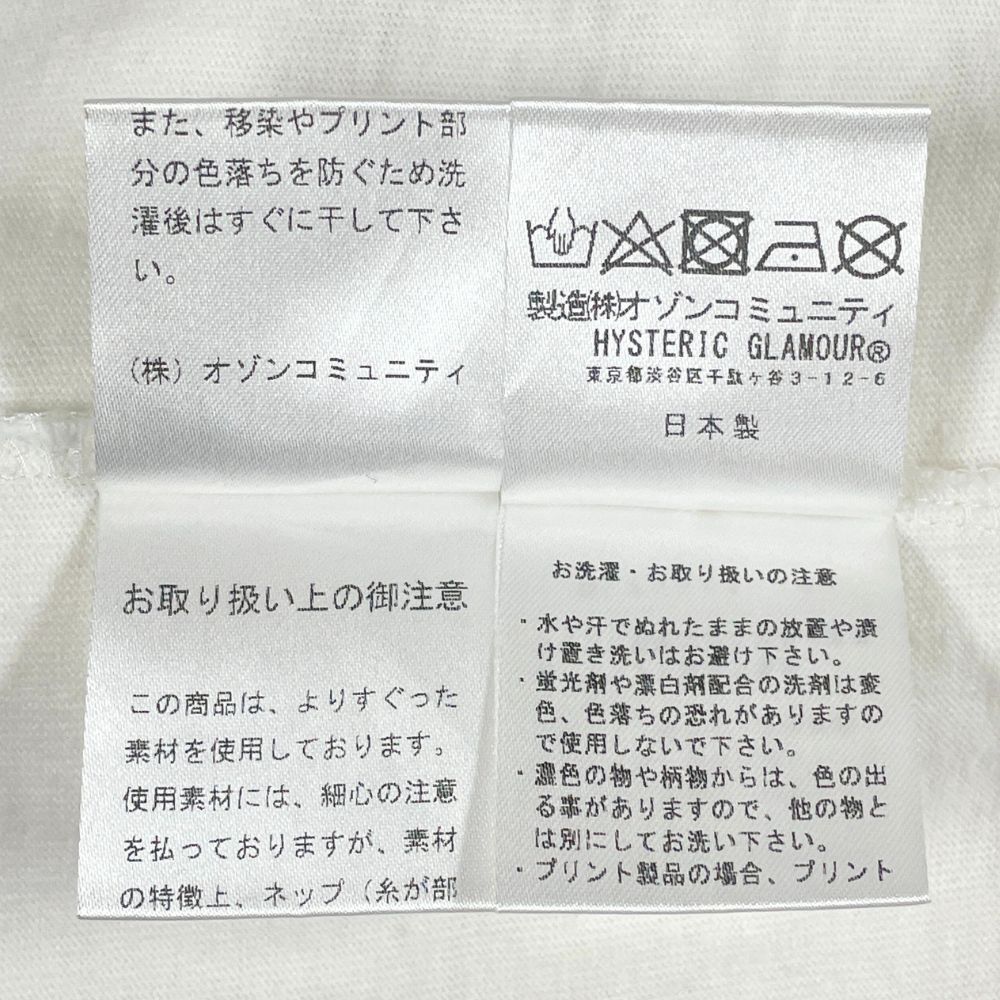 また、移染やプリント部
分の色落ちを防ぐため洗
濯後はすぐに干して下さ
い。
(株) オゾンコミュニティ
製造(株)オゾンコミュニティ
HYSTERIC GLAMOUR®
東京都渋谷区千駄ヶ谷3-12-6
日本製
お取り扱い上の御注意
この商品は、よりすぐった
素材を使用しております。
使用素材には、細心の注意
を払っておりますが、素材
の特徴上、ネップ(糸が部
お洗濯・お取り扱いの注意
・水や汗でぬれたままの放置や漬
け置き洗いはお避け下さい。
・蛍光剤や漂白剤配合の洗剤は変
色、色落ちの恐れがありますの
で使用しないで下さい。
・濃色の物や柄物からは、色の出
る事がありますので、他の物と
は別にしてお洗い下さい。
・プリント製品の場合、プリント